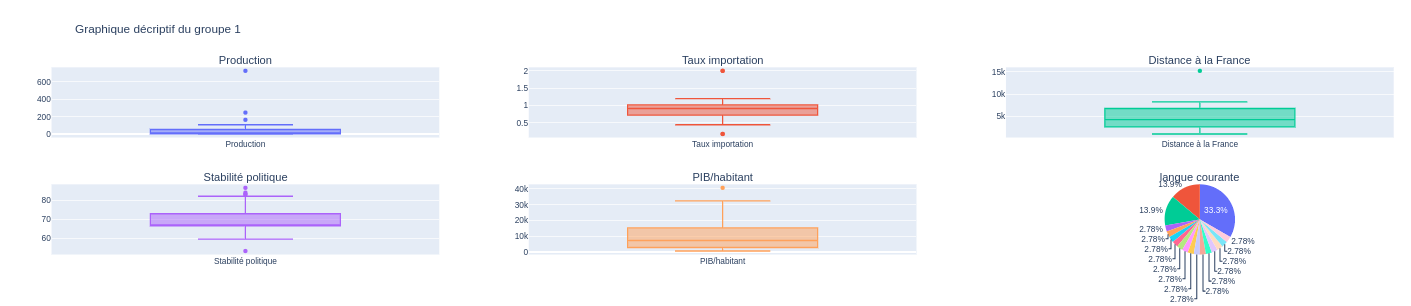 Graphique décriptif du groupe 1
Production
Taux importation
Distance à la France
600
400
200
0
2
1.5
1
0.5
15k
10k
5k
Production
Taux importation
Distance à la France
Stabilité politique
PIB/habitant
langue courante
80
70
60
40k
30k
20k
10k
0
13.9%
33.3%
13.9%
2.78%
2.78%
2.78%
2.78%
2.78%
2.78%
2.78%
2.78%
2.78%
2.78%
2.78%
2.78%
2.78%
2.78%
Stabilité politique
PIB/habitant